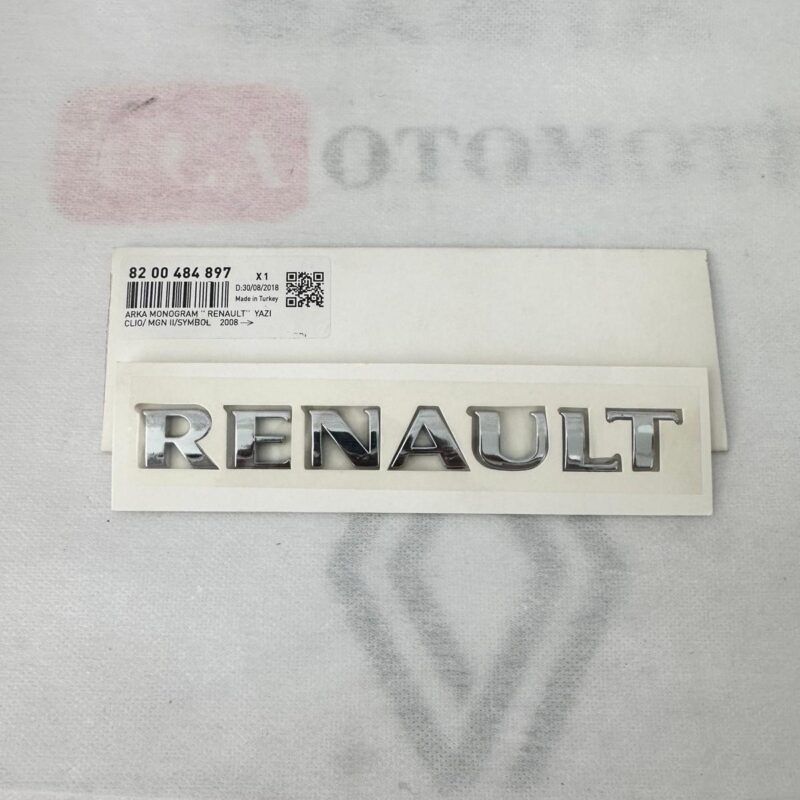 OTOMOTİ
82 00 484 897 X1
D:30/08/2018
Made in Turkey
ARKA MONOGRAM " RENAULT" YAZI
CLIO/ MGN II/SYMBOL 2008 →
RENAULT